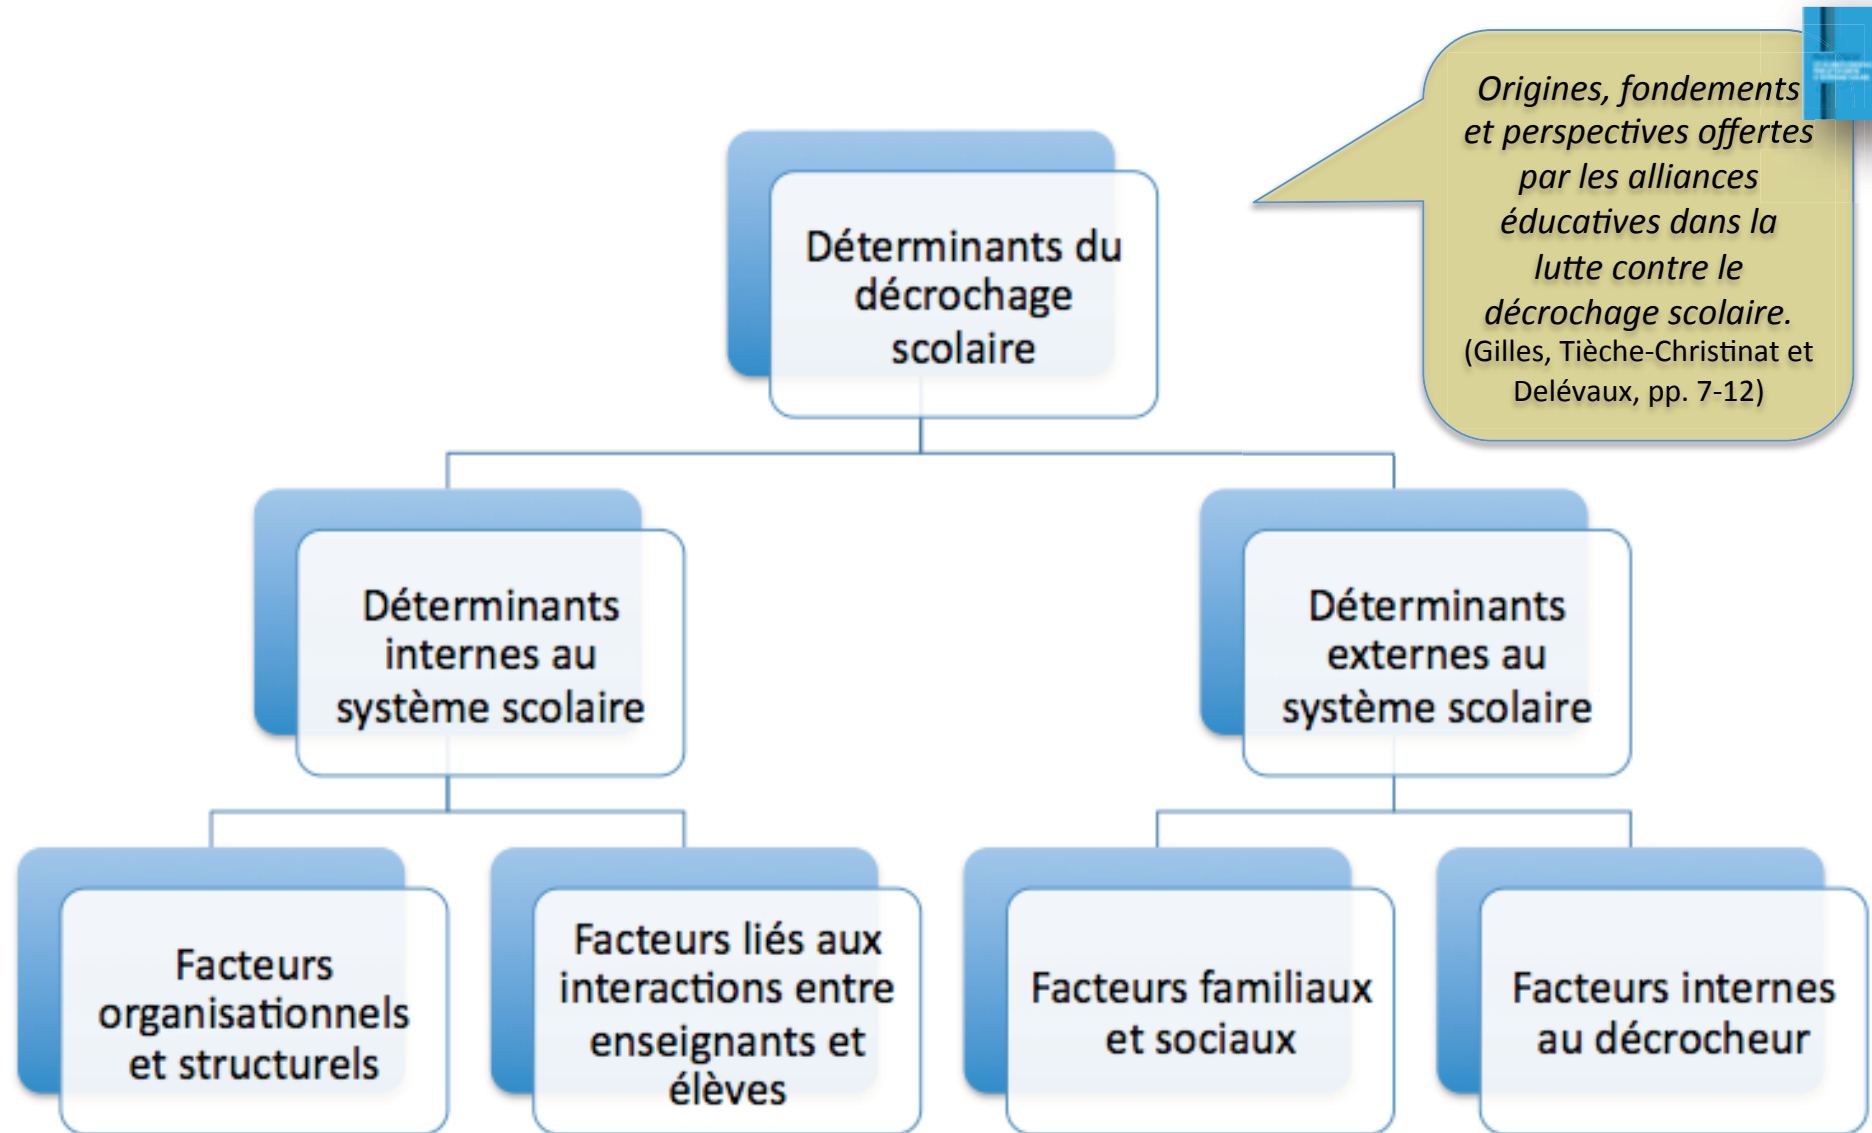 Origines, fondements
et perspectives offertes
par les alliances
éducatives dans la
lutte contre le
décrochage scolaire.
(Gilles, Tièche-Christinat et
Delévaux, pp. 7-12)
Déterminants du
décrochage
scolaire
Déterminants
internes au
système scolaire
Déterminants
externes au
système scolaire
Facteurs
organisationnels
et structurels
Facteurs liés aux
interactions entre
enseignants et
élèves
Facteurs familiaux
et sociaux
Facteurs internes
au décrocheur